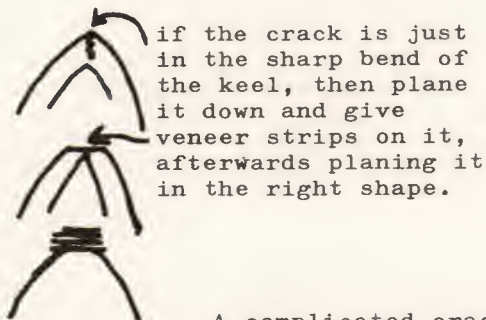 if the crack is just
in the sharp bend of
the keel, then plane
it down and give
veneer strips on it,
afterwards planing it
in the right shape.
A complicated